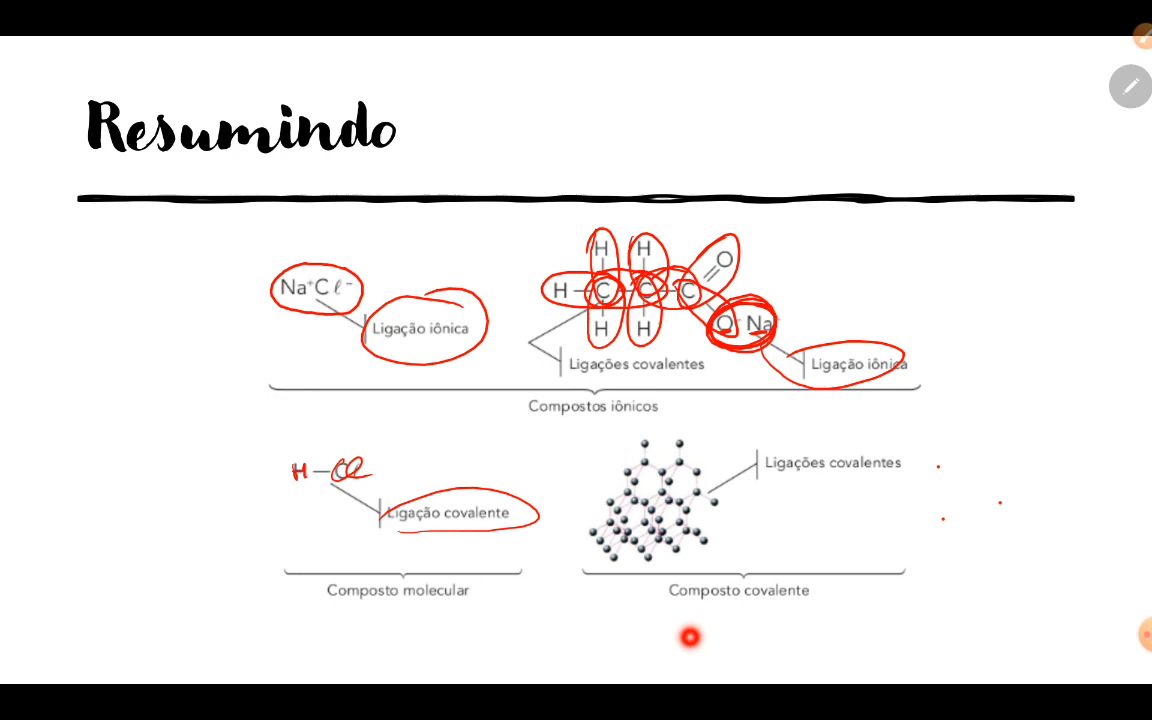 Resumindo
Na⁺Cℓ⁻
Ligação iônica
H H
H – C – C – C
O
O⁻ Na
H H
Ligações covalentes
Ligação iônica
Compostos iônicos
H – Cl
Ligação covalente
Composto molecular
Ligações covalentes
Composto covalente